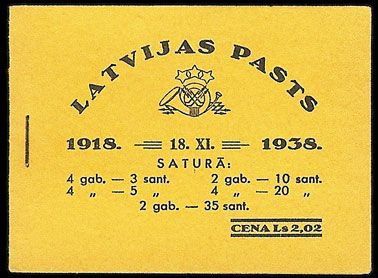 LATVIJAS PASTS
1918. 18. XI. 1938.
SATURĀ:
4 gab. — 3 sant. 2 gab. — 10 sant.
4 „ — 5 „ 4 „ — 20 „
2 gab. — 35 sant.
CENA Ls 2,02